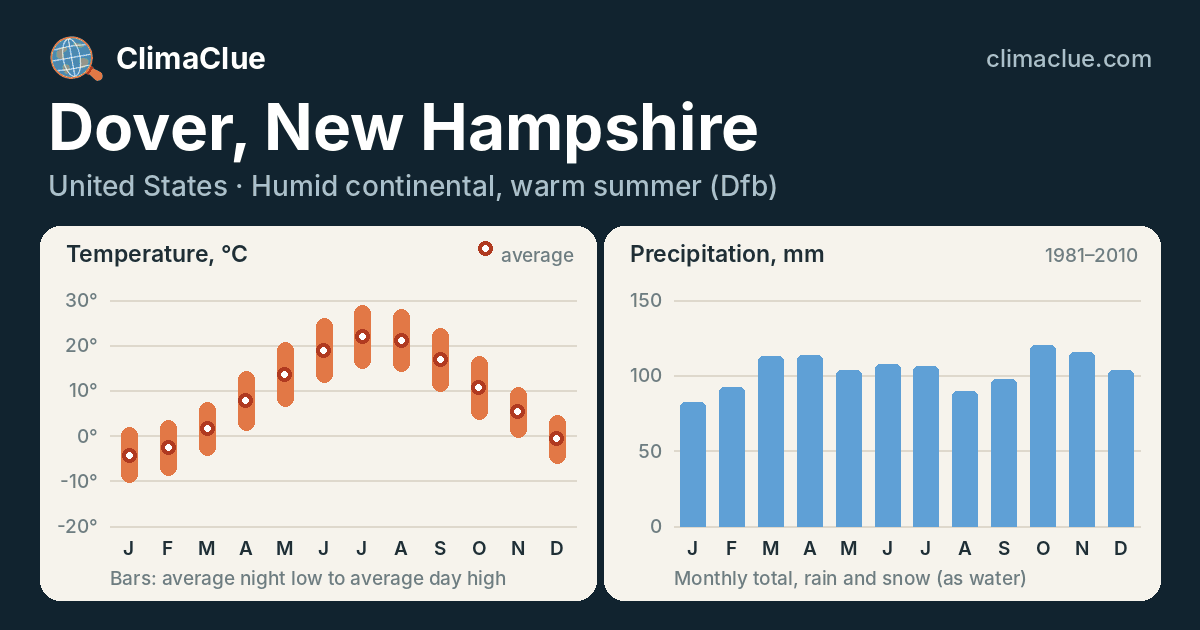 ClimaClue
climaclue.com
Dover, New Hampshire
United States · Humid continental, warm summer (Dfb)
Temperature, °C
average
30°
20°
10°
0°
-10°
-20°
J F M A M J J A S O N D
Bars: average night low to average day high
Precipitation, mm
1981–2010
150
100
50
0
J F M A M J J A S O N D
Monthly total, rain and snow (as water)